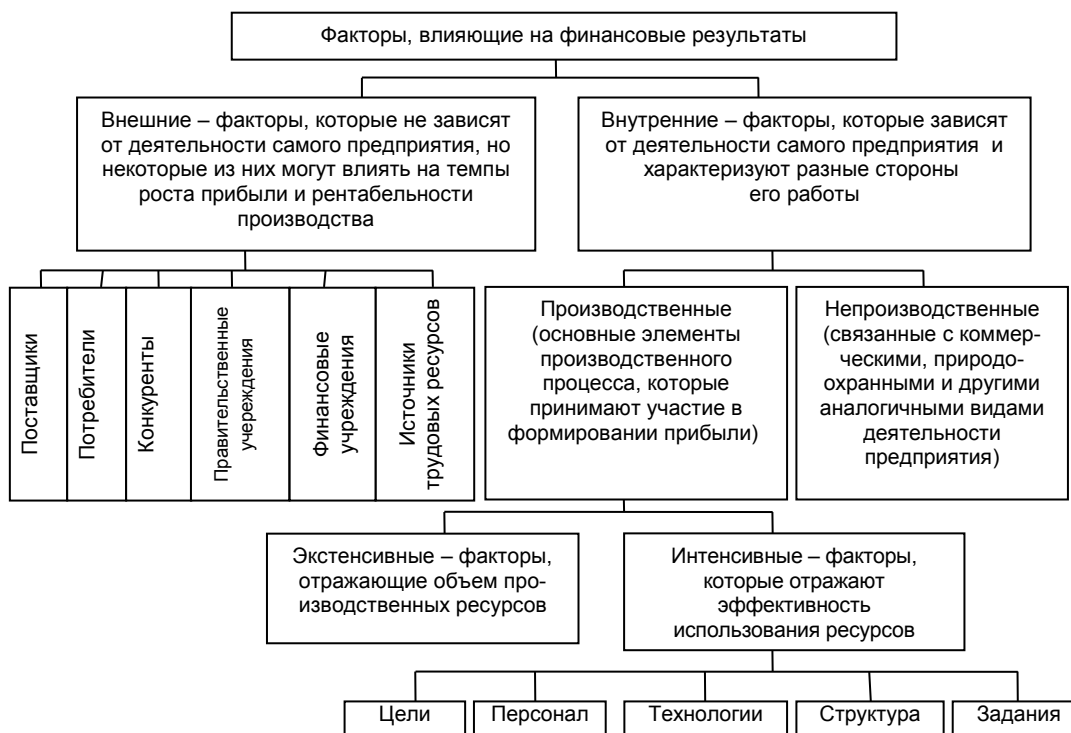 Факторы, влияющие на финансовые результаты
Внешние – факторы, которые не зависят
от деятельности самого предприятия, но
некоторые из них могут влиять на темпы
роста прибыли и рентабельности
производства
Внутренние – факторы, которые зависят
от деятельности самого предприятия и
характеризуют разные стороны
его работы
Поставщики
Потребители
Конкуренты
Правительственные
учереждения
Финансовые
учреждения
Источники
трудовых ресурсов
Производственные
(основные элементы
производственного
процесса, которые
принимают участие в
формировании прибыли)
Непроизводственные
(связанные с коммер-
ческими, природо-
охранными и другими
аналогичными видами
деятельности
предприятия)
Экстенсивные – факторы,
отражающие объем про-
изводственных ресурсов
Интенсивные – факторы,
которые отражают
эффективность
использования ресурсов
Цели
Персонал
Технологии
Структура
Задания